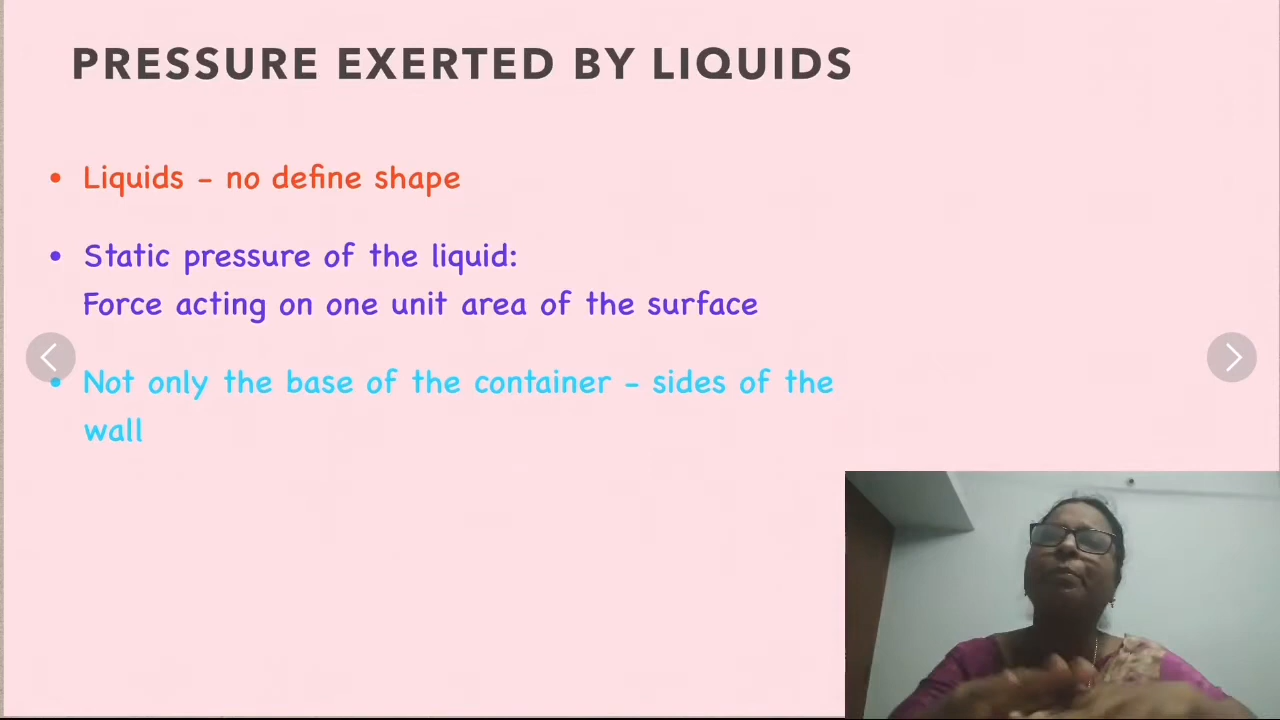 PRESSURE EXERTED BY LIQUIDS
• Liquids - no define shape
• Static pressure of the liquid:
Force acting on one unit area of the surface
• Not only the base of the container - sides of the
wall